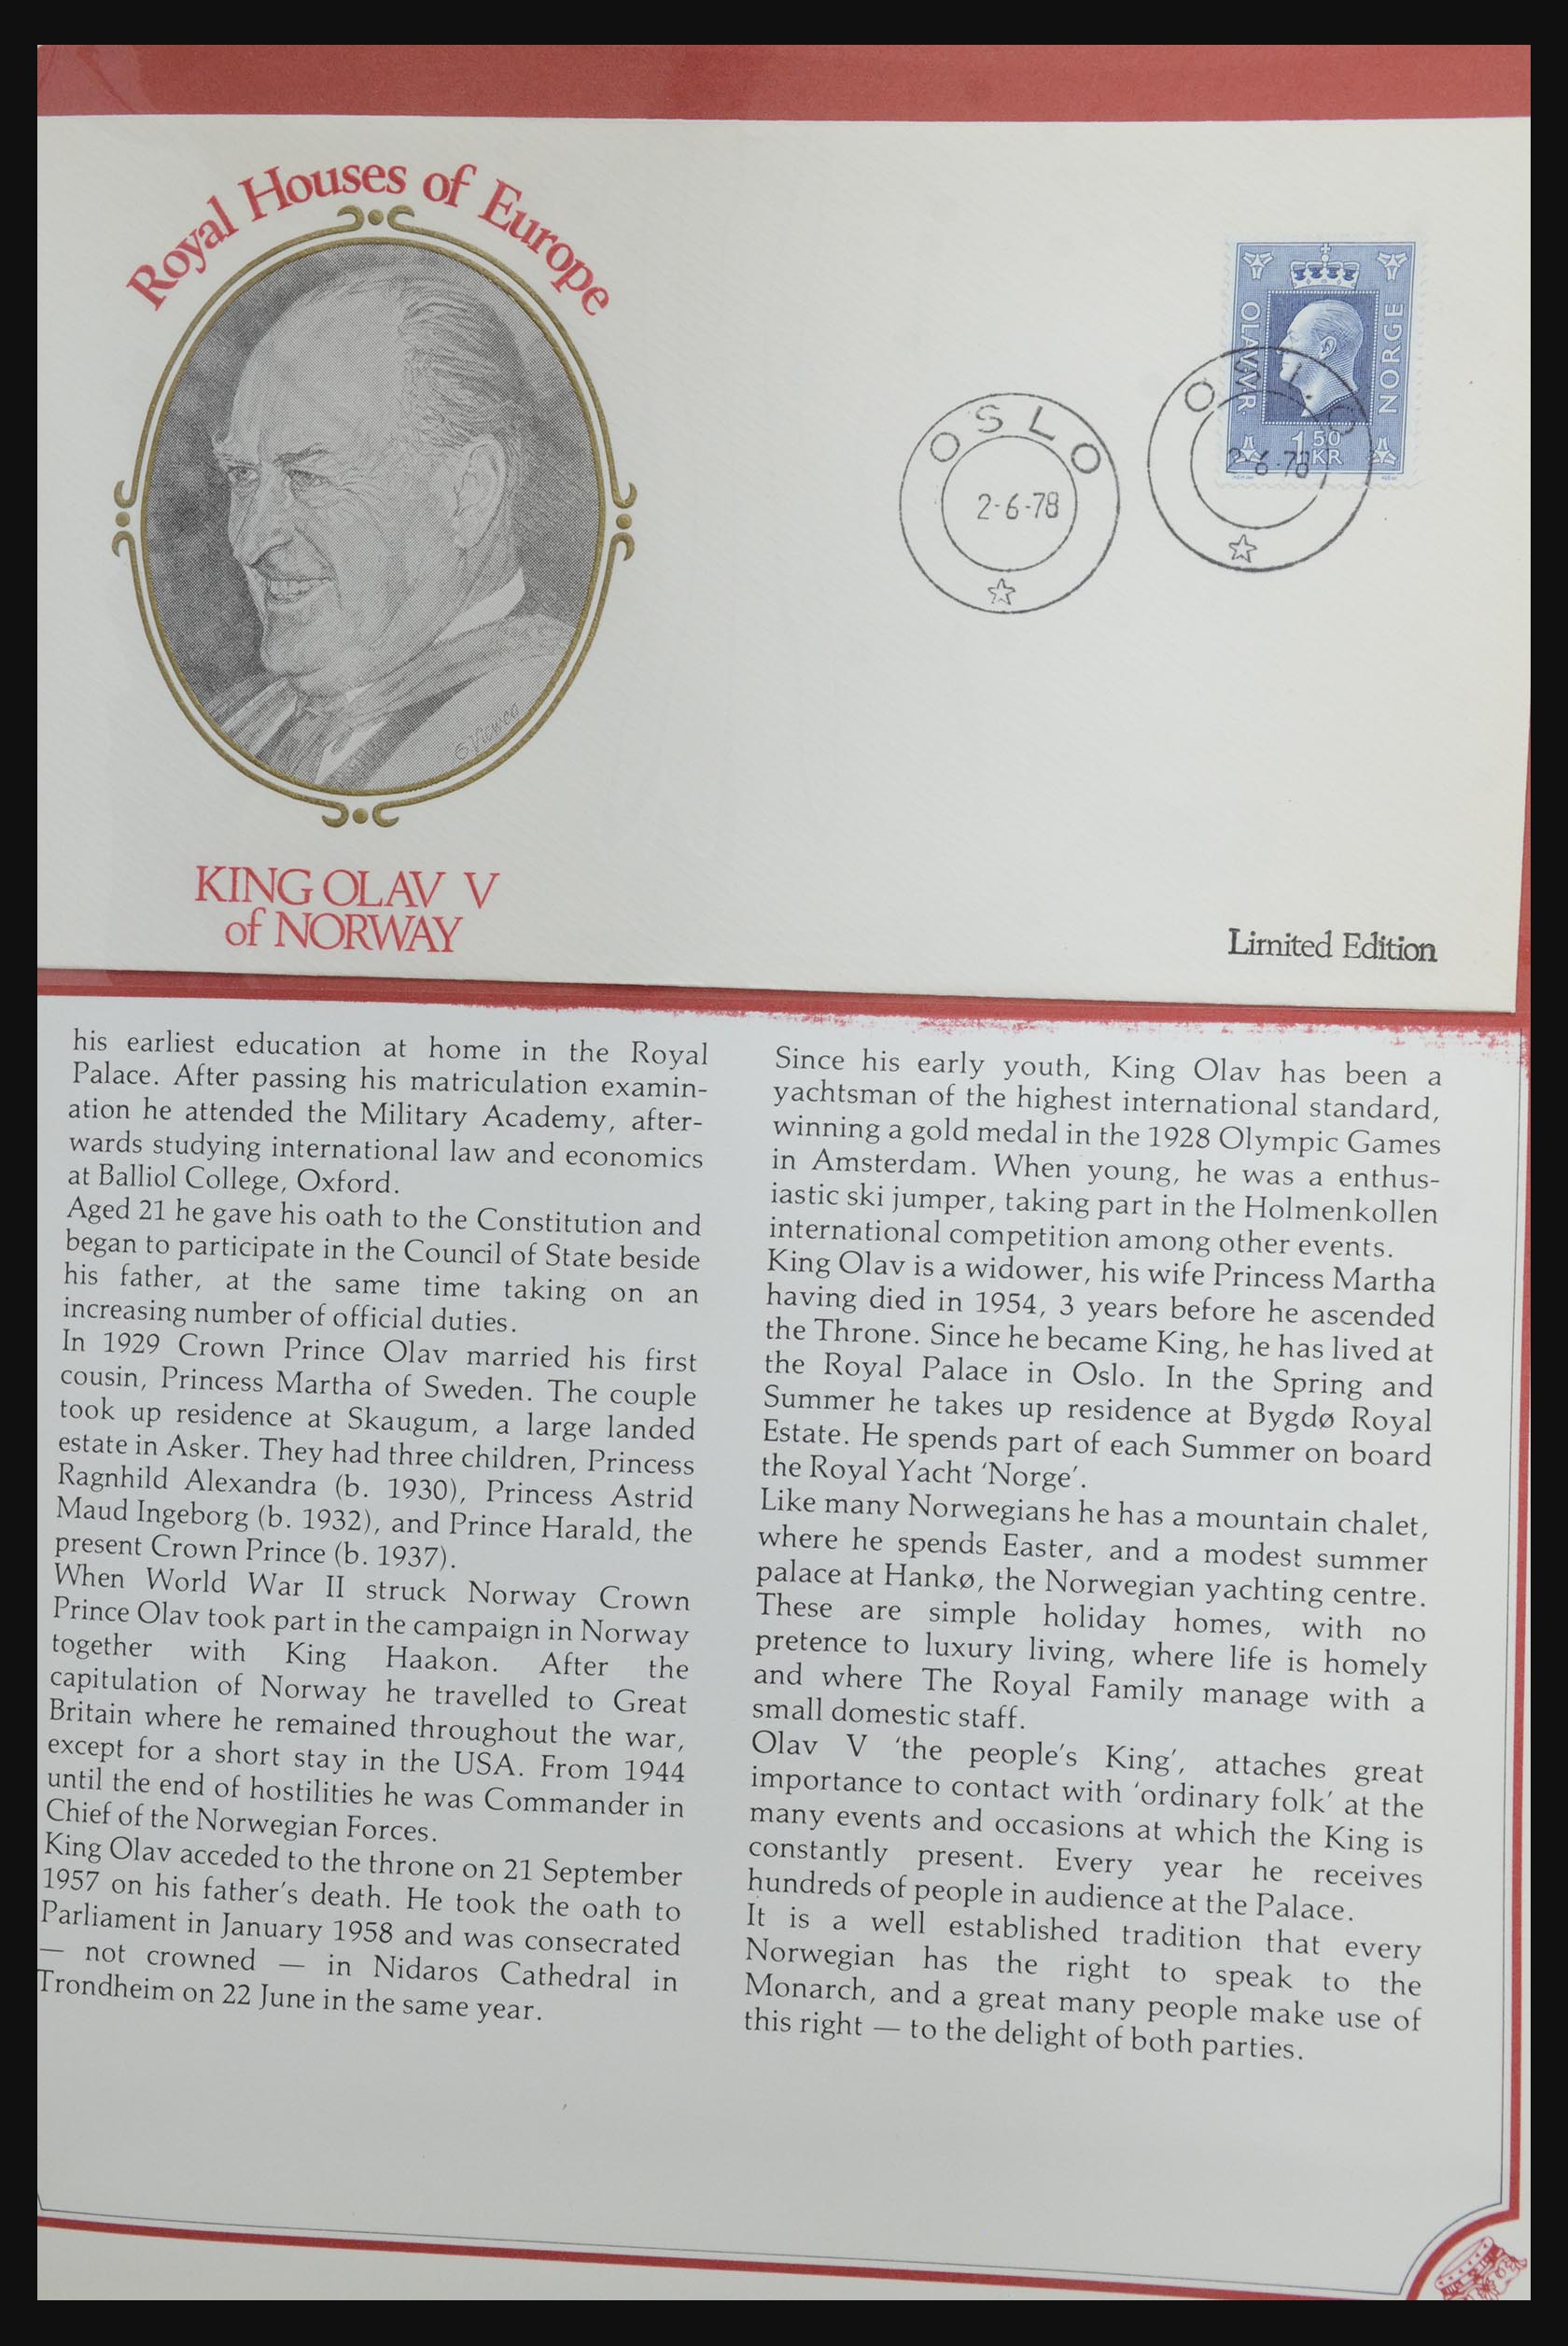 Royal Houses of Europe
G Vicwco
KING OLAV V
of NORWAY
OSLO
2-6-78
O O
2-6-78
OLAV.V.R.
NORGE
1 50
KR
Limited Edition
his earliest education at home in the Royal
Palace. After passing his matriculation examin-
ation he attended the Military Academy, after-
wards studying international law and economics
at Balliol College, Oxford.
Aged 21 he gave his oath to the Constitution and
began to participate in the Council of State beside
his father, at the same time taking on an
increasing number of official duties.
In 1929 Crown Prince Olav married his first
cousin, Princess Martha of Sweden. The couple
took up residence at Skaugum, a large landed
estate in Asker. They had three children, Princess
Ragnhild Alexandra (b. 1930), Princess Astrid
Maud Ingeborg (b. 1932), and Prince Harald, the
present Crown Prince (b. 1937).
When World War II struck Norway Crown
Prince Olav took part in the campaign in Norway
together with King Haakon. After the
capitulation of Norway he travelled to Great
Britain where he remained throughout the war,
except for a short stay in the USA. From 1944
until the end of hostilities he was Commander in
Chief of the Norwegian Forces.
King Olav acceded to the throne on 21 September
1957 on his father's death. He took the oath to
Parliament in January 1958 and was consecrated
— not crowned — in Nidaros Cathedral in
Trondheim on 22 June in the same year.
Since his early youth, King Olav has been a
yachtsman of the highest international standard,
winning a gold medal in the 1928 Olympic Games
in Amsterdam. When young, he was a enthus-
iastic ski jumper, taking part in the Holmenkollen
international competition among other events.
King Olav is a widower, his wife Princess Martha
having died in 1954, 3 years before he ascended
the Throne. Since he became King, he has lived at
the Royal Palace in Oslo. In the Spring and
Summer he takes up residence at Bygdø Royal
Estate. He spends part of each Summer on board
the Royal Yacht 'Norge'.
Like many Norwegians he has a mountain chalet,
where he spends Easter, and a modest summer
palace at Hankø, the Norwegian yachting centre.
These are simple holiday homes, with no
pretence to luxury living, where life is homely
and where The Royal Family manage with a
small domestic staff.
Olav V 'the people's King', attaches great
importance to contact with 'ordinary folk' at the
many events and occasions at which the King is
constantly present. Every year he receives
hundreds of people in audience at the Palace.
It is a well established tradition that every
Norwegian has the right to speak to the
Monarch, and a great many people make use of
this right — to the delight of both parties.